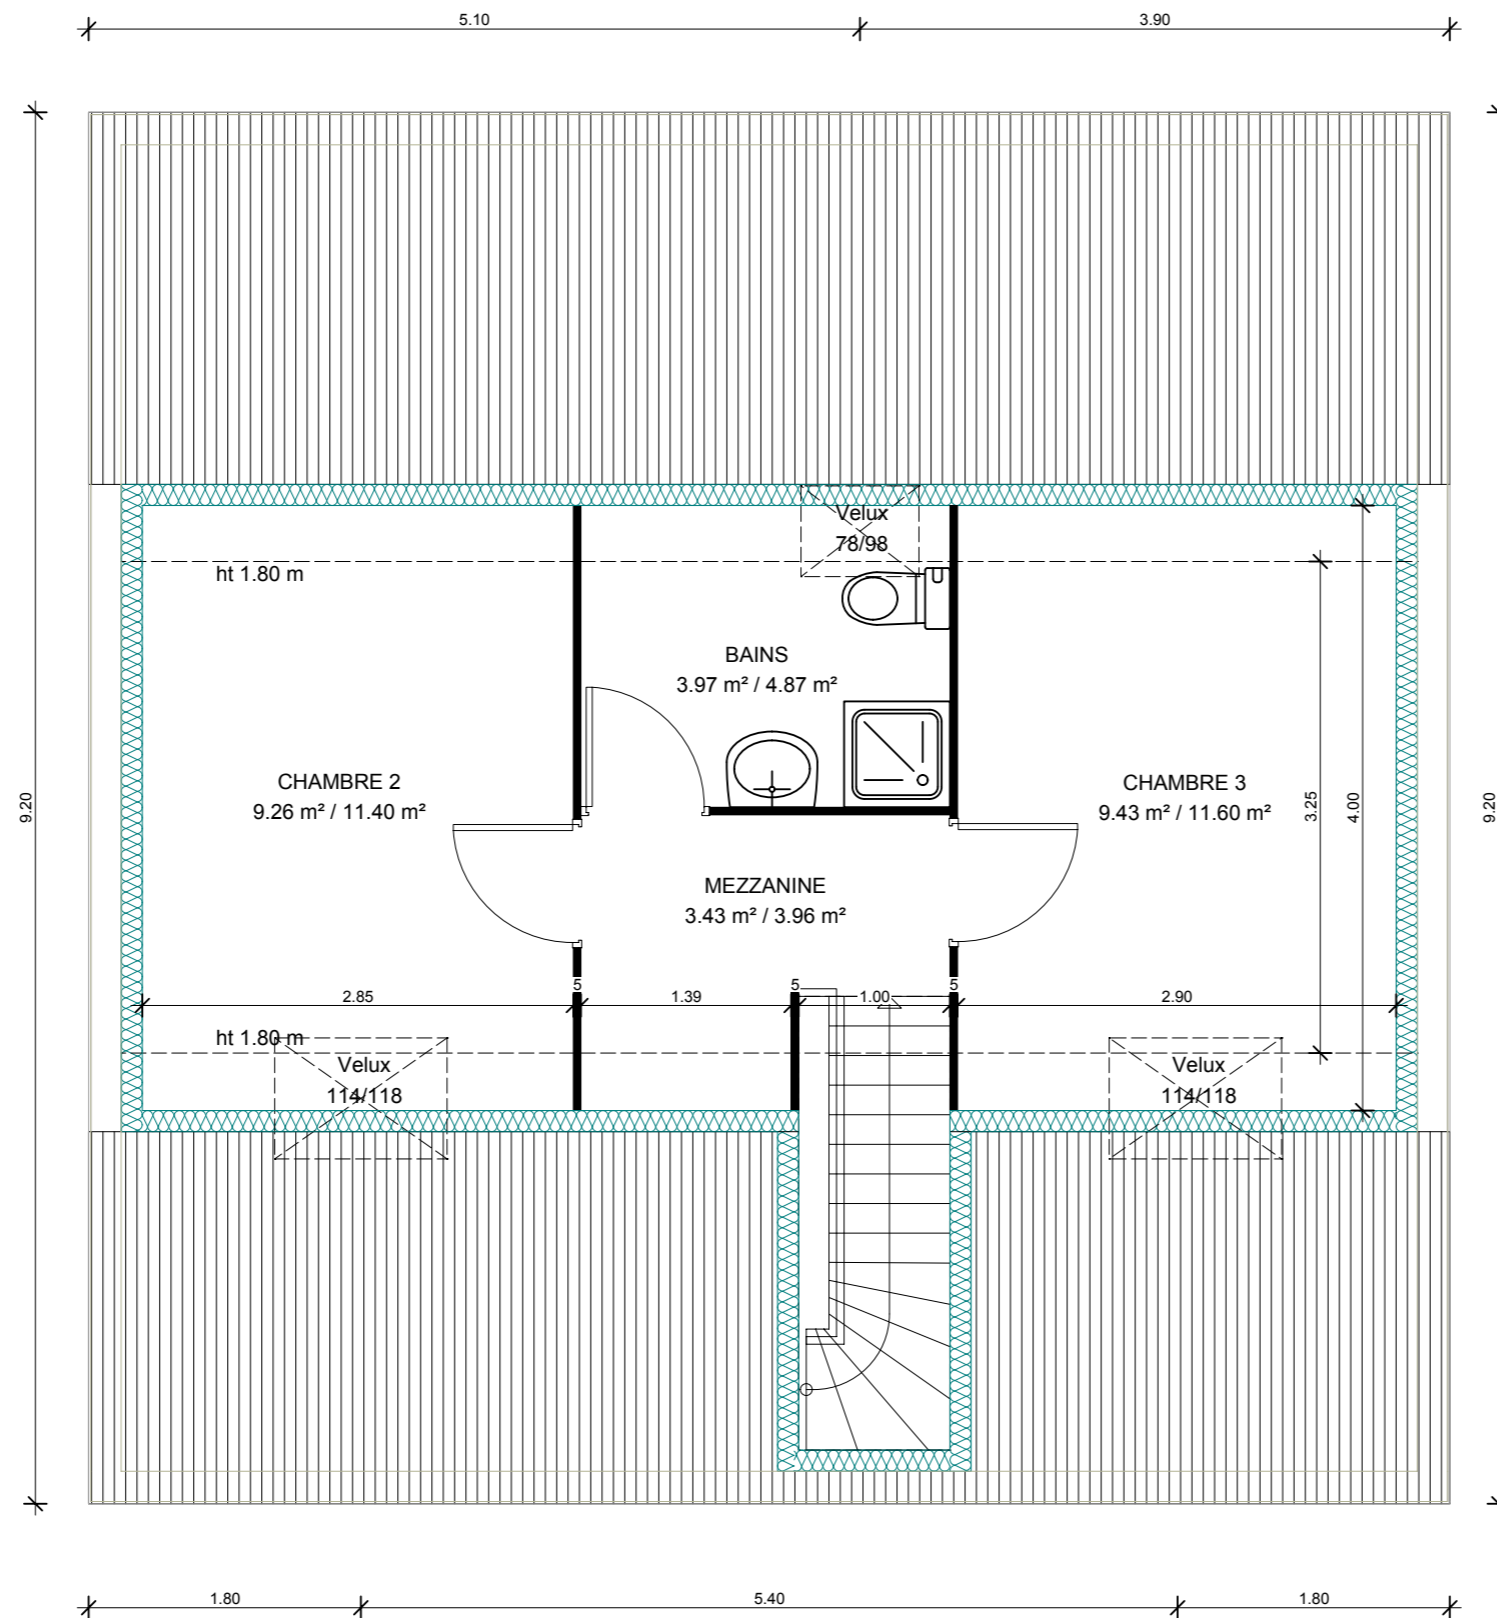 5.10
3.90
Velux
78/98
ht 1.80 m
BAINS
3.97 m² / 4.87 m²
CHAMBRE 2
9.26 m² / 11.40 m²
CHAMBRE 3
9.43 m² / 11.60 m²
9.20
3.25
4.00
9.20
MEZZANINE
3.43 m² / 3.96 m²
5
5
5
2.85
1.39
1.00
2.90
ht 1.80 m
Velux
114/118
Velux
114/118
1.80
5.40
1.80